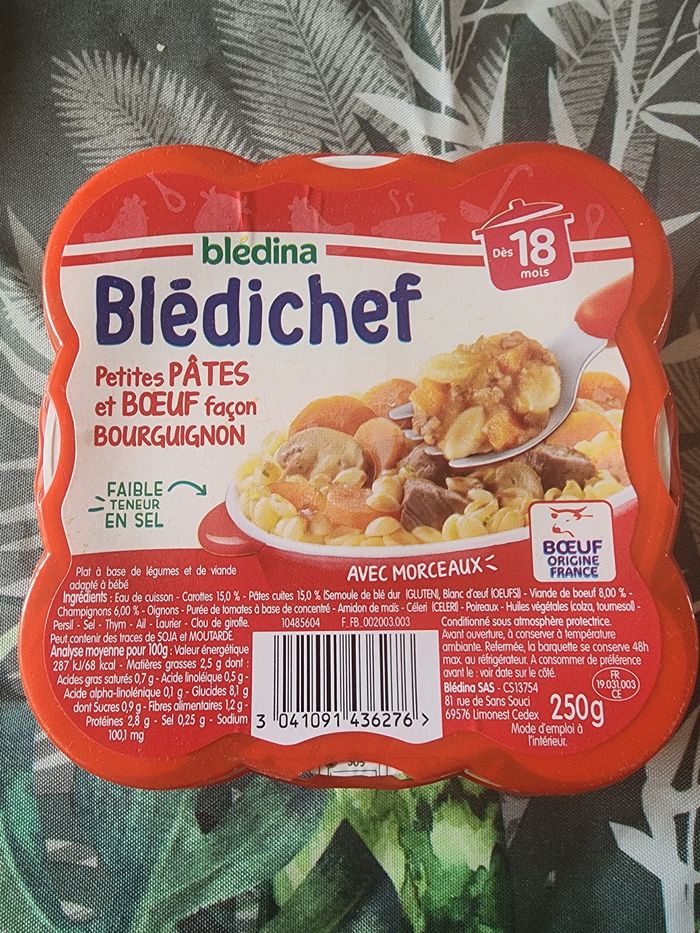 blédina
Blédichef
Dès
18
mois
Petites PÂTES
et BŒUF façon
BOURGUIGNON
FAIBLE
TENEUR
EN SEL
AVEC MORCEAUX
BŒUF
ORIGINE
FRANCE
Plat à base de légumes et de viande
adapté à bébé
Ingrédients : Eau de cuisson - Carottes 15,0 % - Pâtes cuites 15,0 % (Semoule de blé dur (GLUTEN), Blanc d'œuf (OEUFS)) - Viande de boeuf 8,00 % -
Champignons 6,00 % - Oignons - Purée de tomates à base de concentré - Amidon de maïs - Céleri (CELERI) - Poireaux - Huiles végétales (colza, tournesol) -
Persil - Sel - Thym - Ail - Laurier - Clou de girofle.
Peut contenir des traces de SOJA et MOUTARDE.
Analyse moyenne pour 100g : Valeur énergétique
287 kJ/68 kcal - Matières grasses 2,5 g dont :
Acides gras saturés 0,7 g - Acide linoléique 0,5 g -
Acide alpha-linolénique 0,1 g - Glucides 8,1 g
dont Sucres 0,9 g - Fibres alimentaires 1,2 g -
Protéines 2,8 g - Sel 0,25 g - Sodium
100,1 mg
10485604 F_FB_002003.003
3 041091 436276 >
Conditionné sous atmosphère protectrice.
Avant ouverture, à conserver à température
ambiante. Refermée, la barquette se conserve 48h
max. au réfrigérateur. A consommer de préférence
avant le : voir date sur le côté.
Blédina SAS - CS13754
81 rue de Sans Souci
69576 Limonest Cedex
250g
FR
19.031.003
CE
Mode d'emploi à
l'intérieur.